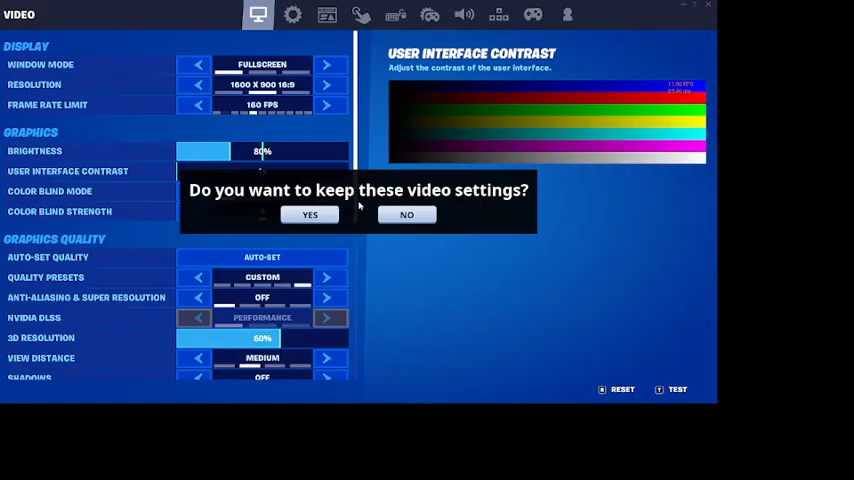 VIDEO
DISPLAY
WINDOW MODE FULLSCREEN
RESOLUTION 1600 X 900 16:9
FRAME RATE LIMIT 160 FPS
GRAPHICS
BRIGHTNESS 80%
USER INTERFACE CONTRAST
COLOR BLIND MODE
COLOR BLIND STRENGTH
GRAPHICS QUALITY
AUTO-SET QUALITY AUTO-SET
QUALITY PRESETS CUSTOM
ANTI-ALIASING & SUPER RESOLUTION OFF
NVIDIA DLSS PERFORMANCE
3D RESOLUTION 60%
VIEW DISTANCE MEDIUM
SHADOWS OFF
Do you want to keep these video settings?
YES NO
USER INTERFACE CONTRAST
Adjust the contrast of the user interface.
R RESET T TEST